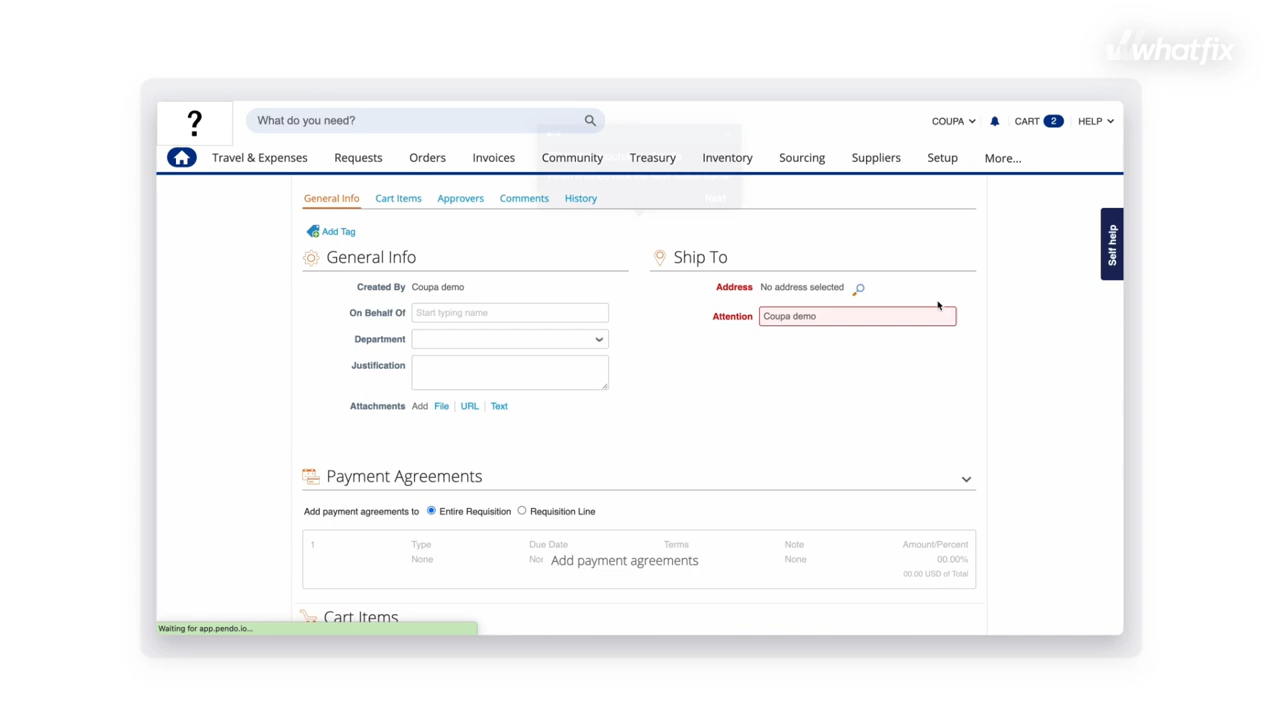 whatfix
?
What do you need?
COUPA
CART 2
HELP
Travel & Expenses Requests Orders Invoices Community Treasury Inventory Sourcing Suppliers Setup More...
Next
General Info Cart Items Approvers Comments History
Self help
Add Tag
General Info
Created By Coupa demo
On Behalf Of Start typing name
Department
Justification
Attachments Add File | URL | Text
Ship To
Address No address selected
Attention Coupa demo
Payment Agreements
Add payment agreements to Entire Requisition Requisition Line
1 Type Due Date Terms Note Amount/Percent
None Nor Add payment agreements None 00.00%
00.00 USD of Total
Cart Items
Waiting for app.pendo.io...